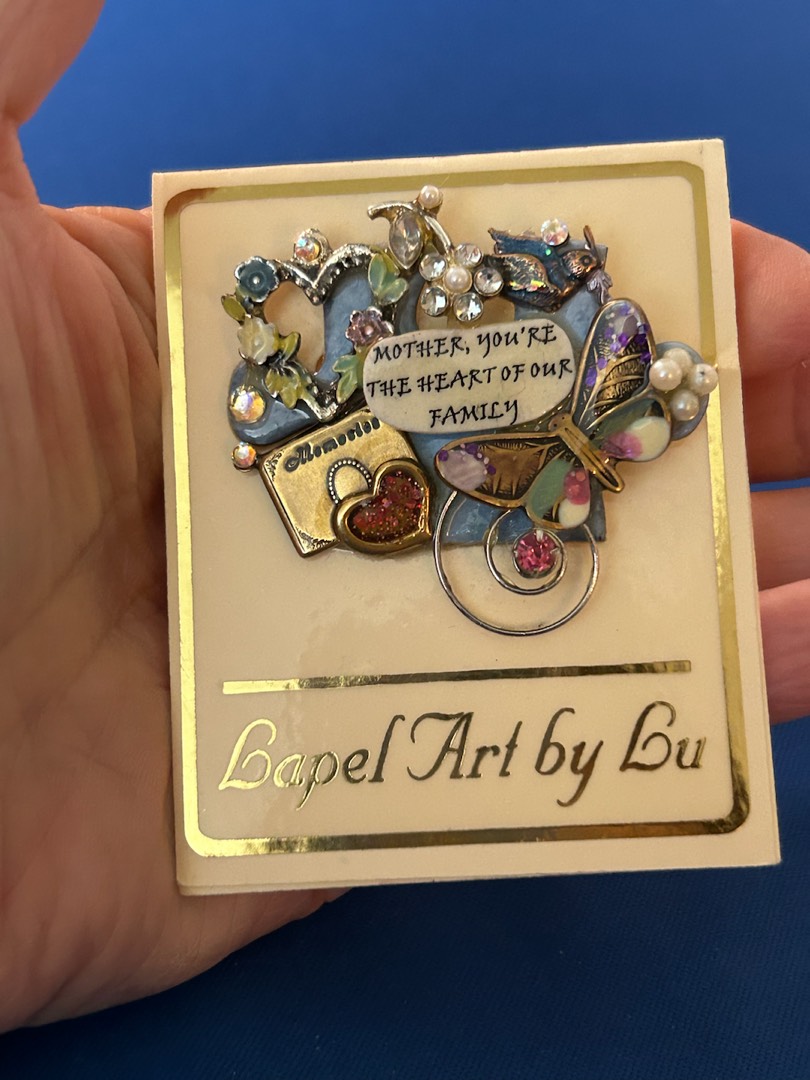 MOTHER, YOU'RE
THE HEART OF OUR
FAMILY
Memories
Lapel Art by Lu